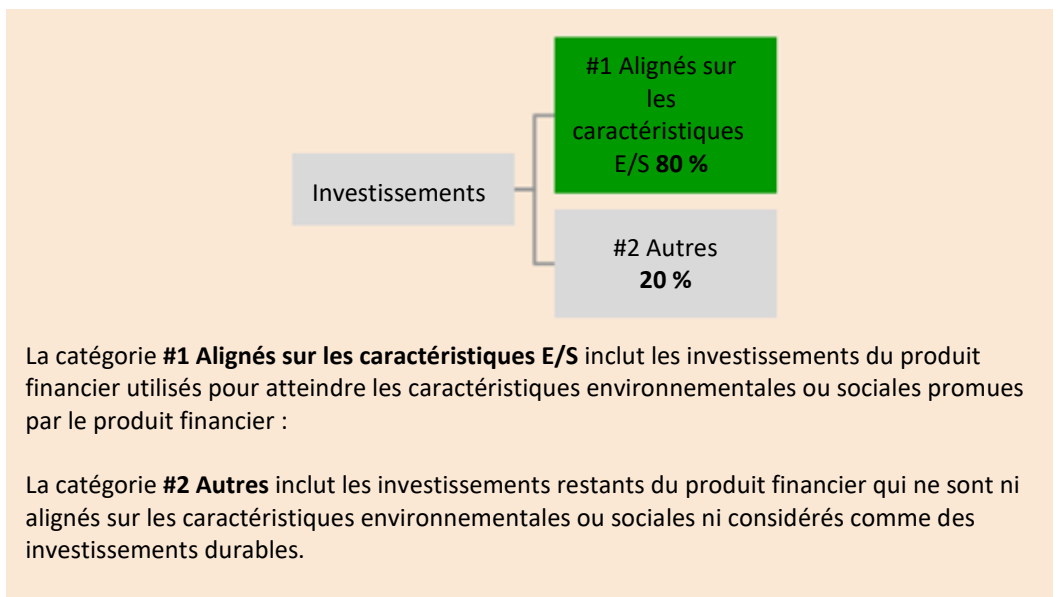 #1 Alignés sur
les
caractéristiques
E/S 80 %
Investissements
#2 Autres
20 %
La catégorie #1 Alignés sur les caractéristiques E/S inclut les investissements du produit
financier utilisés pour atteindre les caractéristiques environnementales ou sociales promues
par le produit financier :
La catégorie #2 Autres inclut les investissements restants du produit financier qui ne sont ni
alignés sur les caractéristiques environnementales ou sociales ni considérés comme des
investissements durables.